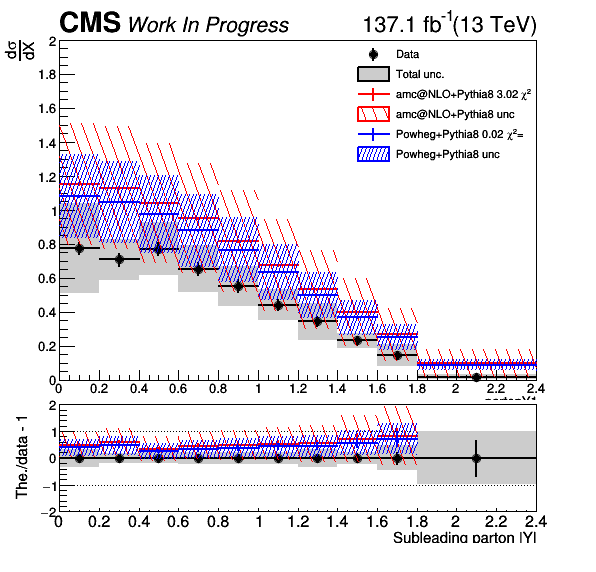 CMS Work In Progress 137.1 fb⁻¹(13 TeV)
dσ
dX
2
1.8
1.6
1.4
1.2
1
0.8
0.6
0.4
0.2
0
Data
Total unc.
amc@NLO+Pythia8 3.02 χ²
amc@NLO+Pythia8 unc
Powheg+Pythia8 0.02 χ²=
Powheg+Pythia8 unc
0 0.2 0.4 0.6 0.8 1 1.2 1.4 1.6 1.8 2 2.2 2.4
The./data - 1
2
1
0
−1
−2
0 0.2 0.4 0.6 0.8 1 1.2 1.4 1.6 1.8 2 2.2 2.4
Subleading parton |Y|